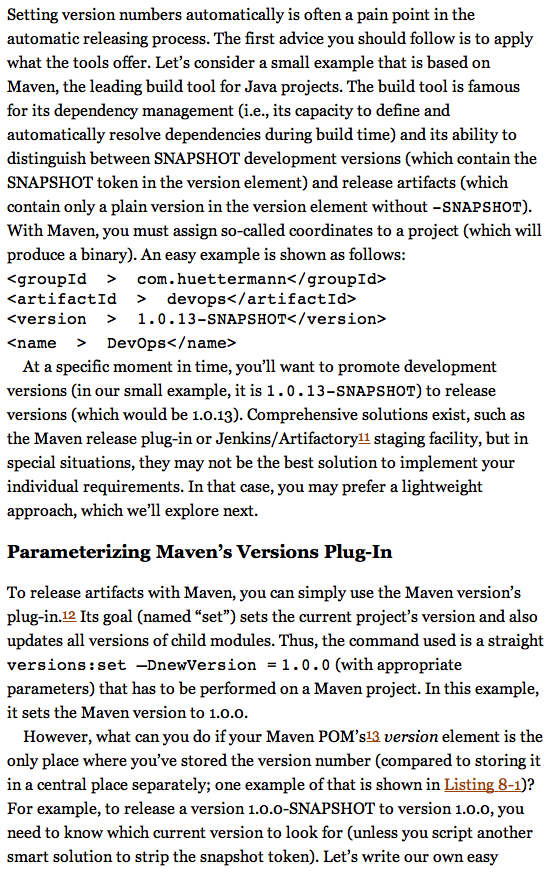 Setting version numbers automatically is often a pain point in the
automatic releasing process. The first advice you should follow is to apply
what the tools offer. Let’s consider a small example that is based on
Maven, the leading build tool for Java projects. The build tool is famous
for its dependency management (i.e., its capacity to define and
automatically resolve dependencies during build time) and its ability to
distinguish between SNAPSHOT development versions (which contain the
SNAPSHOT token in the version element) and release artifacts (which
contain only a plain version in the version element without -SNAPSHOT).
With Maven, you must assign so-called coordinates to a project (which will
produce a binary). An easy example is shown as follows:
<groupId > com.huettermann</groupId>
<artifactId > devops</artifactId>
<version > 1.0.13-SNAPSHOT</version>
<name > DevOps</name>
At a specific moment in time, you’ll want to promote development
versions (in our small example, it is 1.0.13-SNAPSHOT) to release
versions (which would be 1.0.13). Comprehensive solutions exist, such as
the Maven release plug-in or Jenkins/Artifactory11 staging facility, but in
special situations, they may not be the best solution to implement your
individual requirements. In that case, you may prefer a lightweight
approach, which we’ll explore next.
Parameterizing Maven’s Versions Plug-In
To release artifacts with Maven, you can simply use the Maven version’s
plug-in.12 Its goal (named “set”) sets the current project’s version and also
updates all versions of child modules. Thus, the command used is a straight
versions:set –DnewVersion = 1.0.0 (with appropriate
parameters) that has to be performed on a Maven project. In this example,
it sets the Maven version to 1.0.0.
However, what can you do if your Maven POM’s13 version element is the
only place where you’ve stored the version number (compared to storing it
in a central place separately; one example of that is shown in Listing 8-1)?
For example, to release a version 1.0.0-SNAPSHOT to version 1.0.0, you
need to know which current version to look for (unless you script another
smart solution to strip the snapshot token). Let’s write our own easy